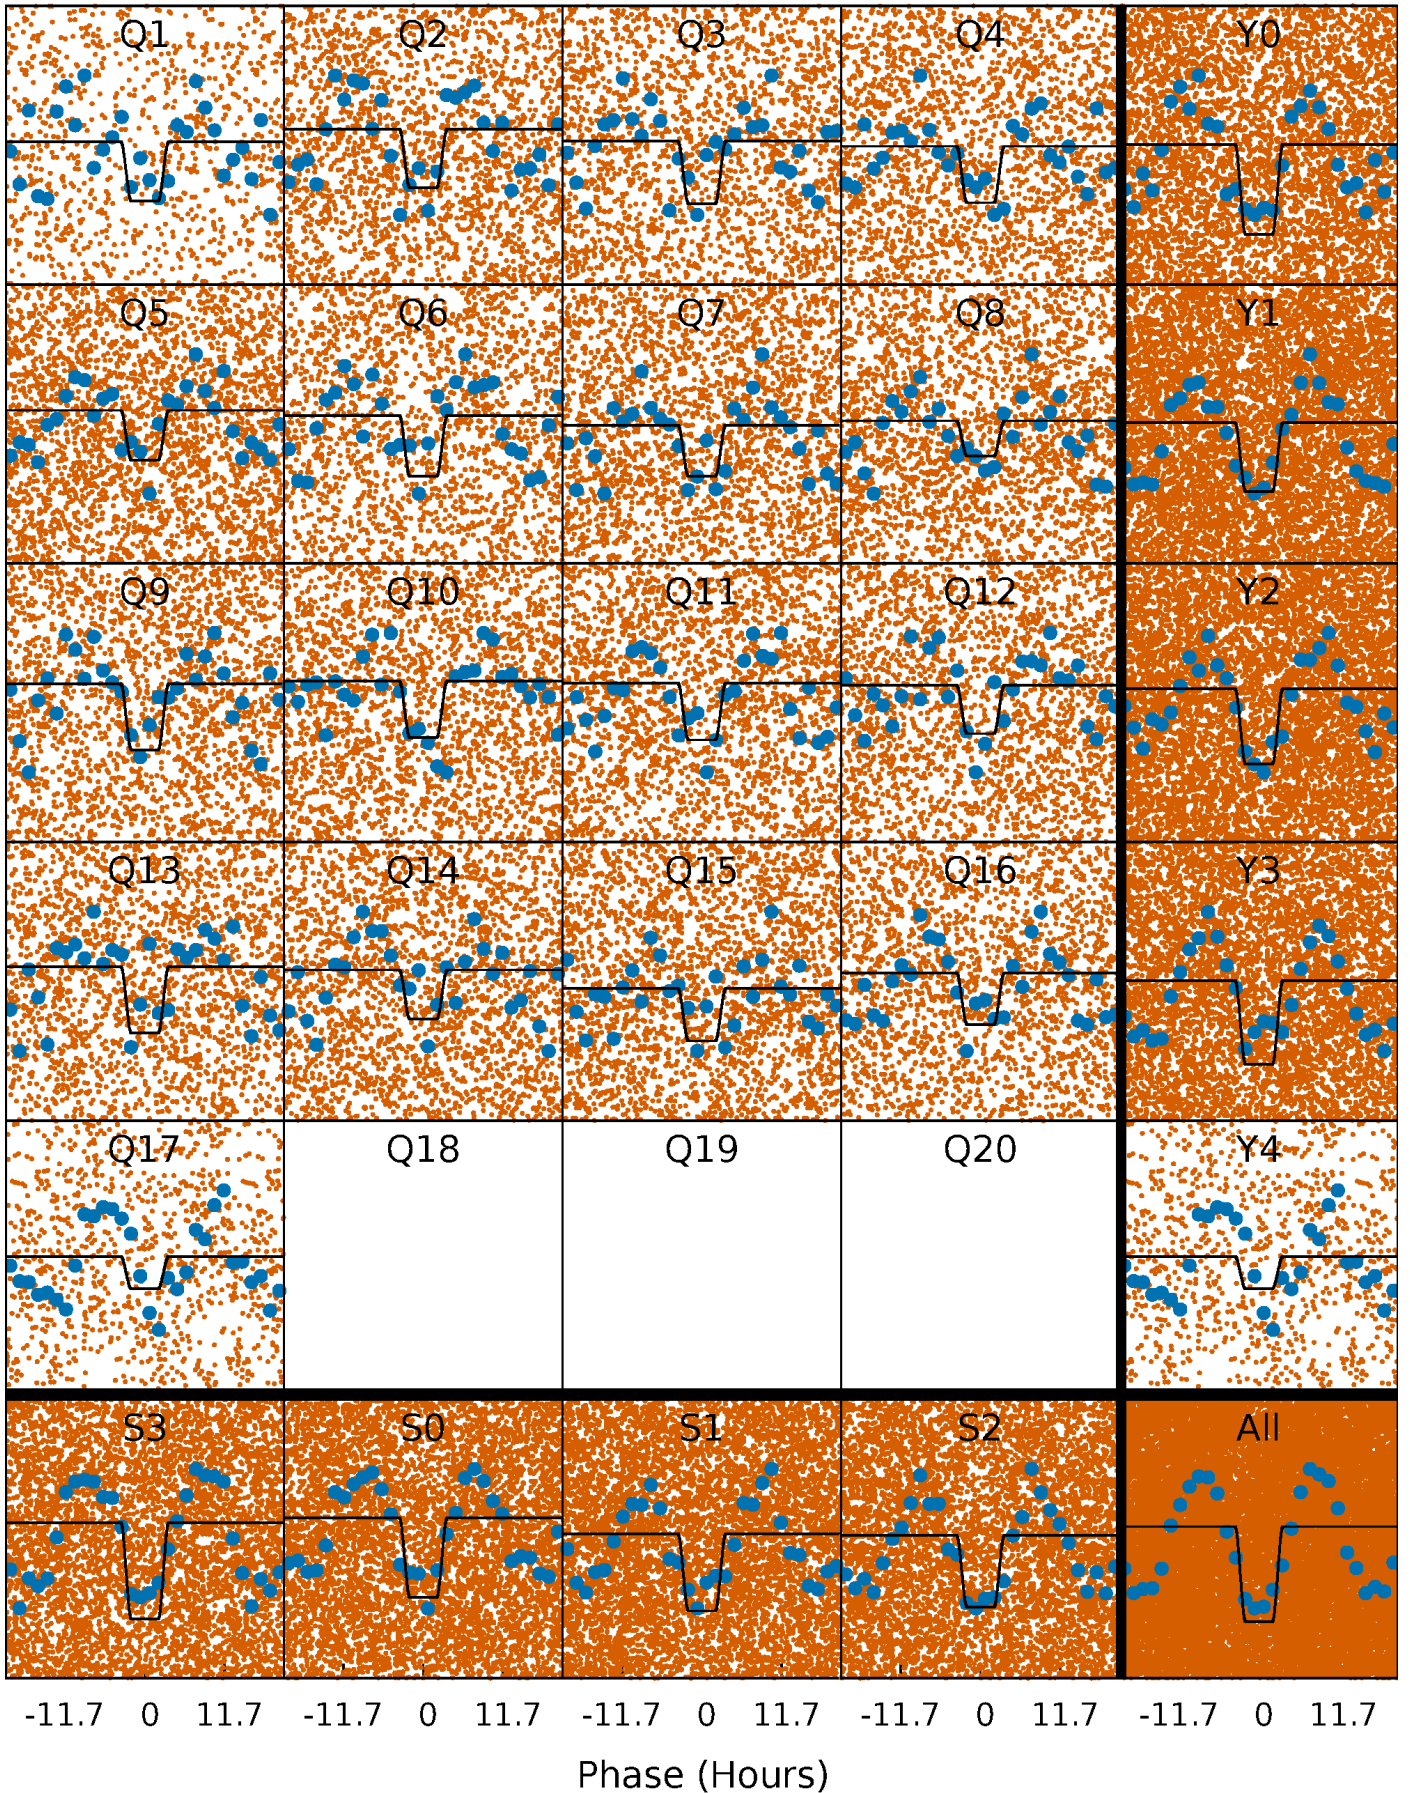 Q1 Q2 Q3 Q4 Y0
Q5 Q6 Q7 Q8 Y1
Q9 Q10 Q11 Q12 Y2
Q13 Q14 Q15 Q16 Y3
Q17 Q18 Q19 Q20 Y4
S3 S0 S1 S2 All
-11.7 0 11.7 -11.7 0 11.7 -11.7 0 11.7 -11.7 0 11.7 -11.7 0 11.7
Phase (Hours)